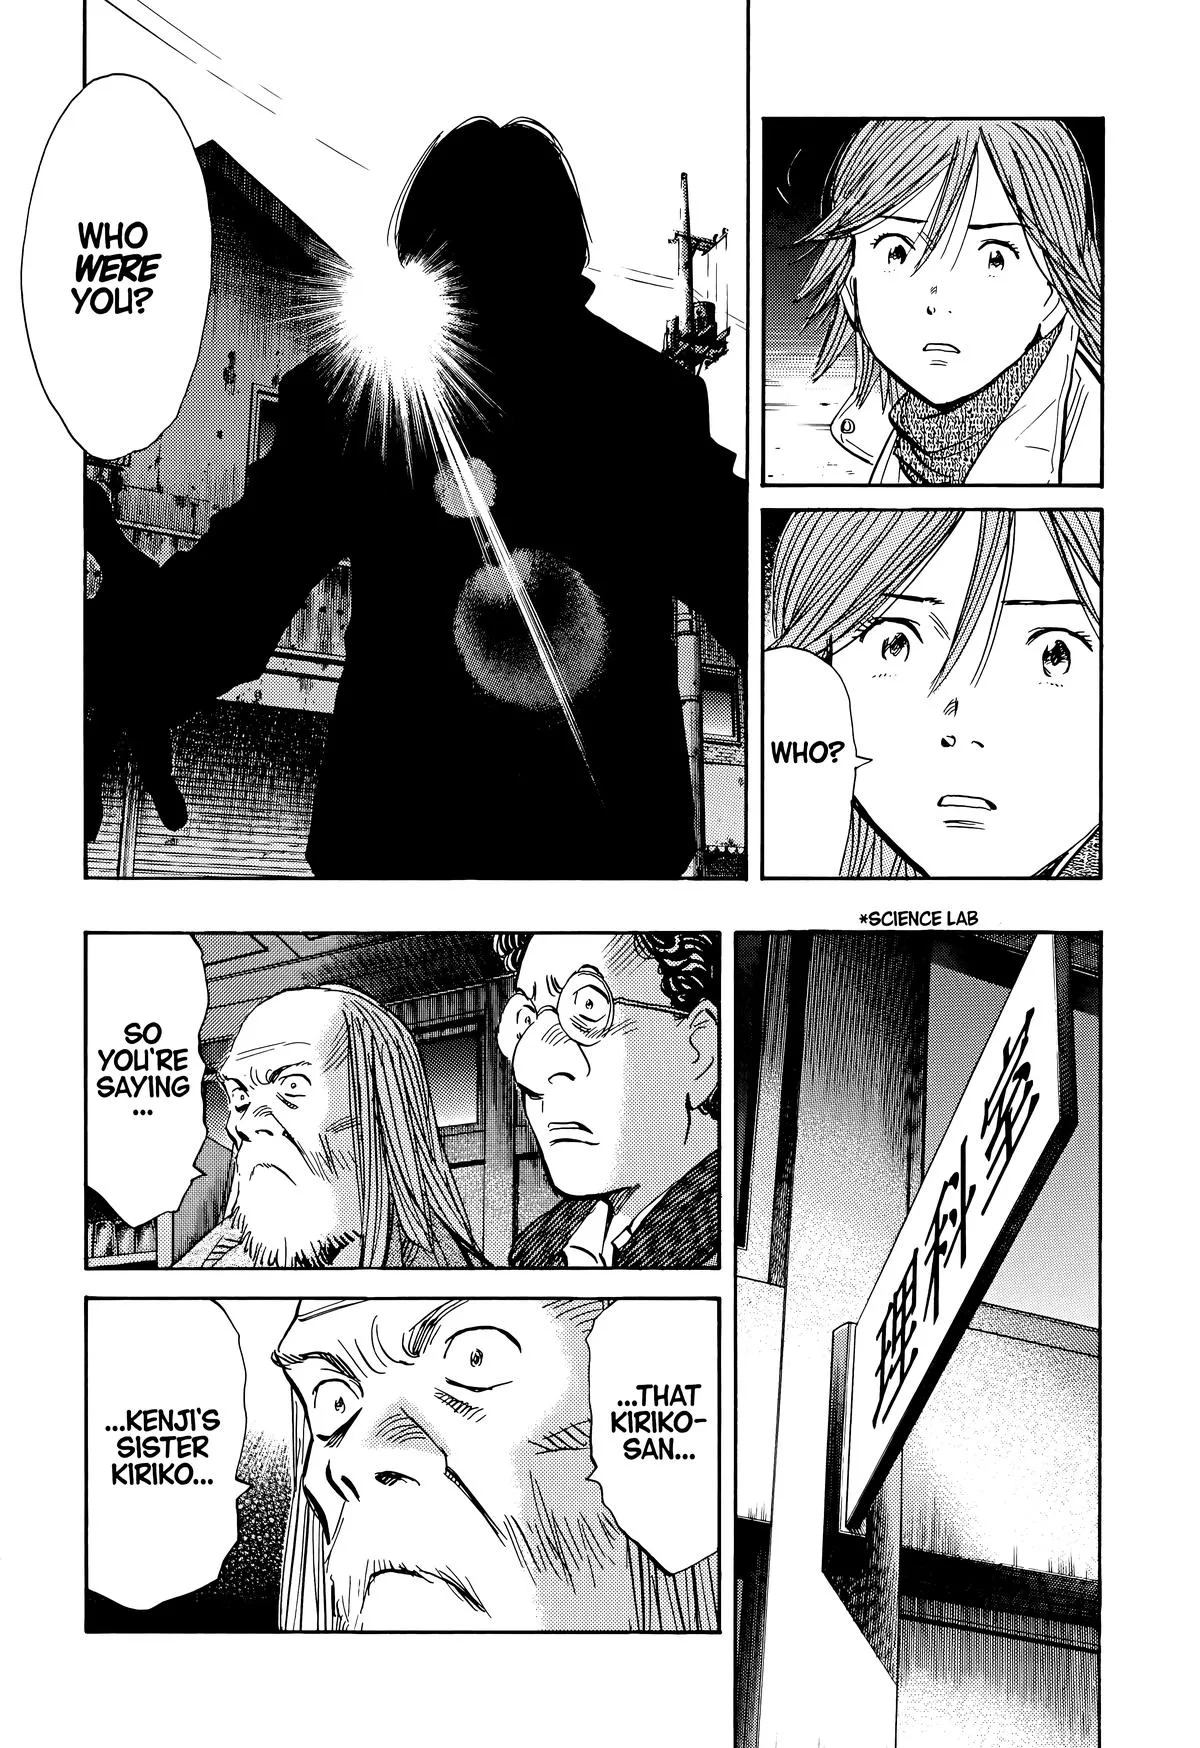 WHO?
WHO
WERE
YOU?
*SCIENCE LAB
理科室
SO
YOU'RE
SAYING
...
...THAT
KIRIKO-
SAN...
...KENJI'S
SISTER
KIRIKO...